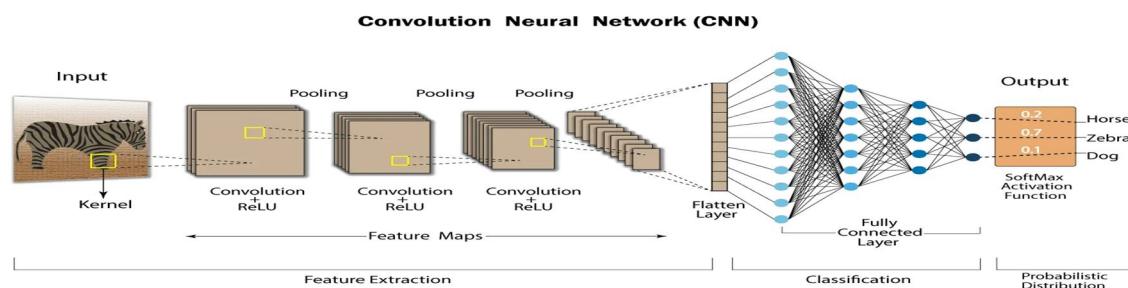 Convolution Neural Network (CNN)
Input
Kernel
Pooling
Pooling
Pooling
Convolution
+
ReLU
Convolution
+
ReLU
Convolution
+
ReLU
Feature Maps
Flatten
Layer
Fully
Connected
Layer
Output
0.2
0.7
0.1
Horse
Zebra
Dog
SoftMax
Activation
Function
Feature Extraction
Classification
Probabilistic
Distribution